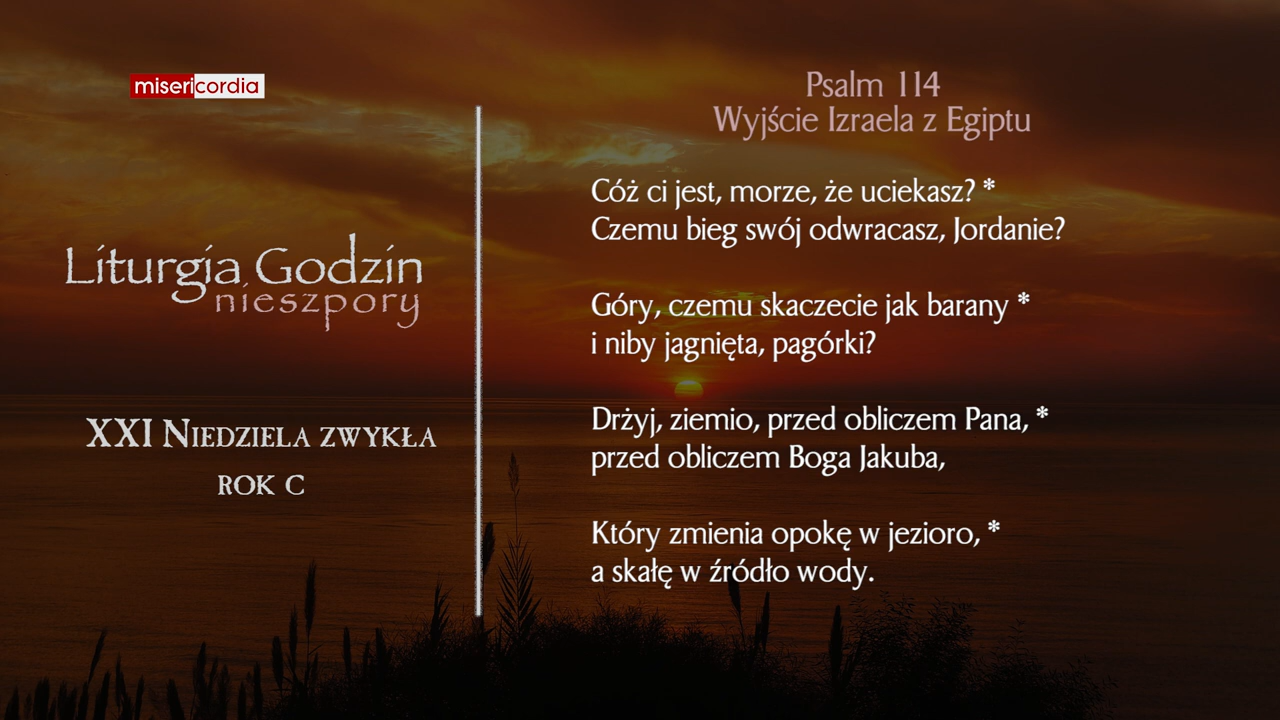 misericordia
Liturgia Godzin
nieszpory
XXI Niedziela zwykła
rok C
Psalm 114
Wyjście Izraela z Egiptu
Cóż ci jest, morze, że uciekasz? *
Czemu bieg swój odwracasz, Jordanie?
Góry, czemu skaczecie jak barany *
i niby jagnięta, pagórki?
Drżyj, ziemio, przed obliczem Pana, *
przed obliczem Boga Jakuba,
Który zmienia opokę w jezioro, *
a skałę w źródło wody.